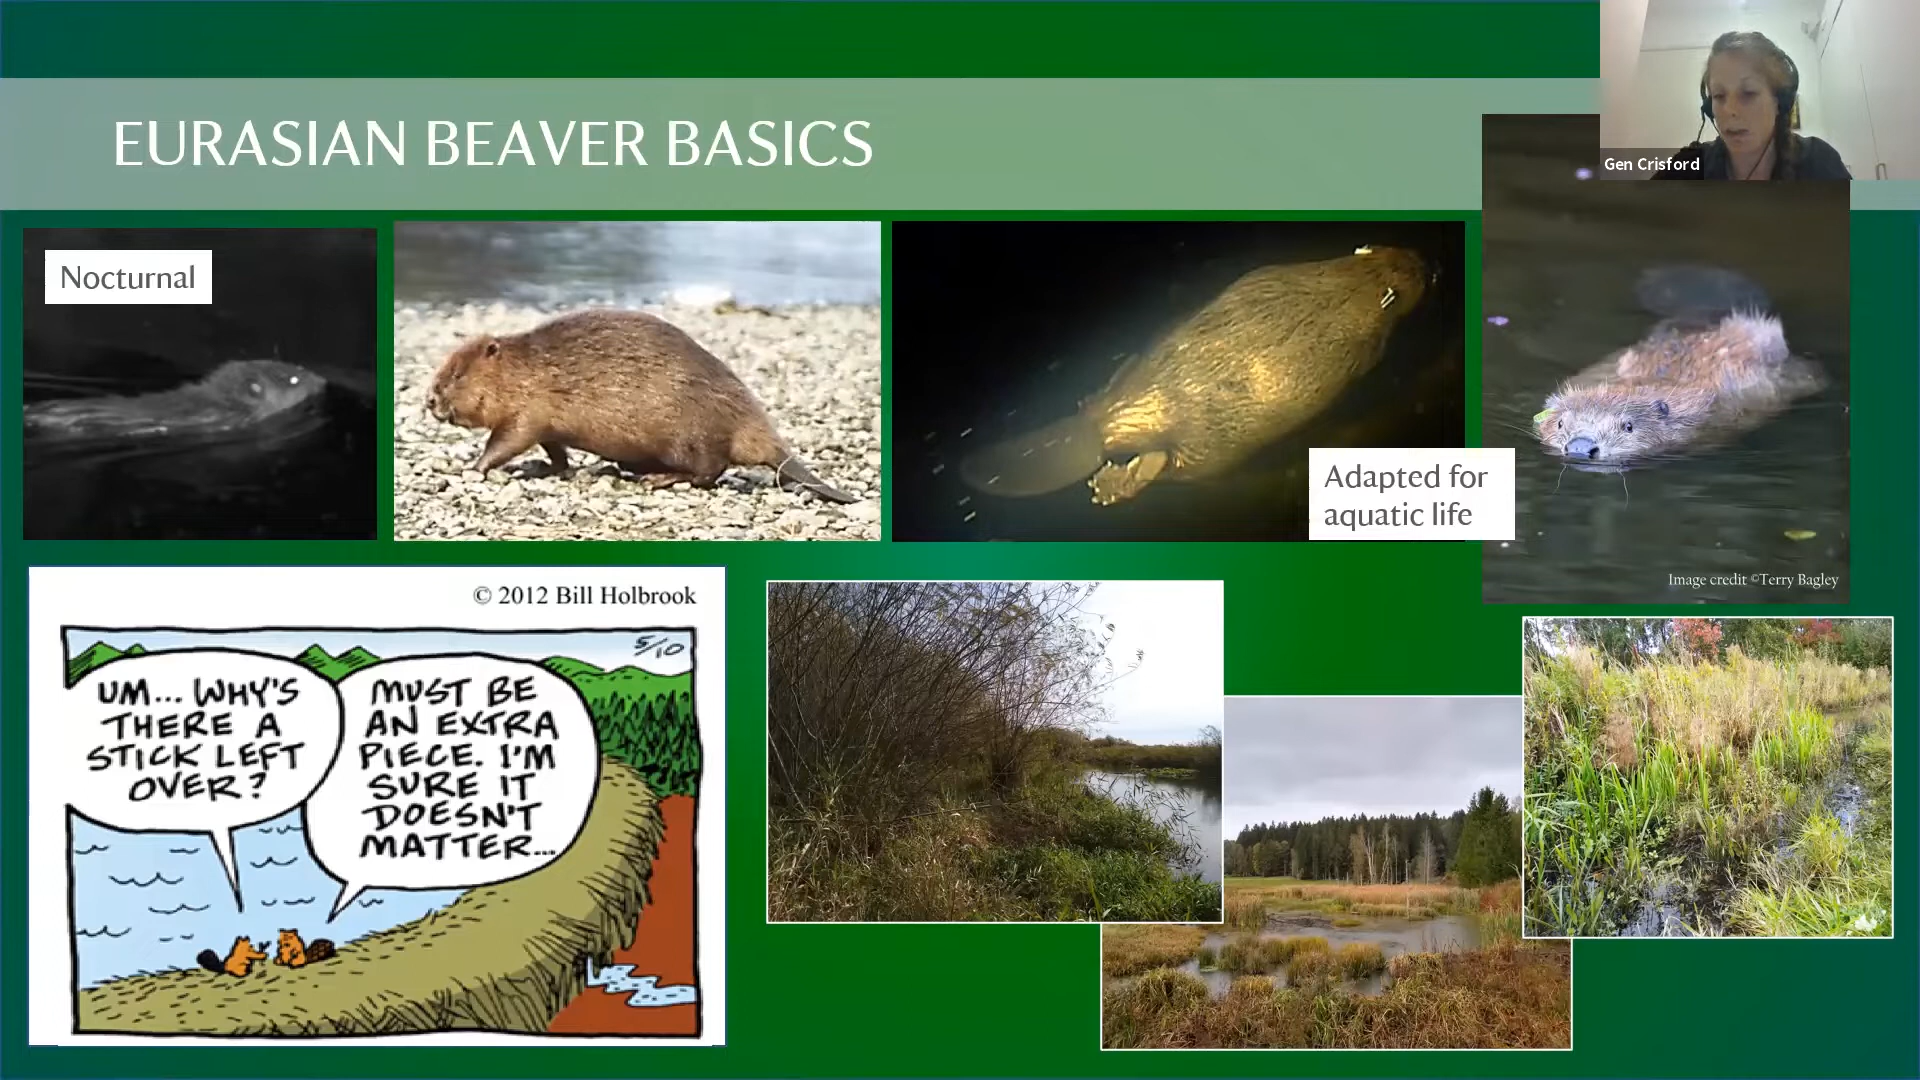 EURASIAN BEAVER BASICS
Gen Crisford
Nocturnal
Adapted for
aquatic life
Image credit ©Terry Bagley
© 2012 Bill Holbrook
5/10
UM... WHY'S
THERE A
STICK LEFT
OVER?
MUST BE
AN EXTRA
PIECE. I'M
SURE IT
DOESN'T
MATTER...